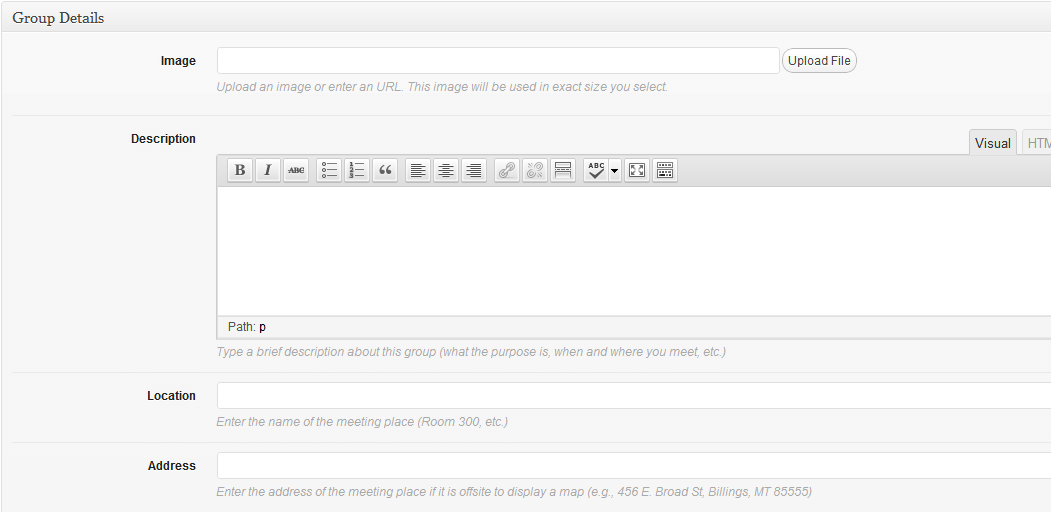 Group Details
Image
Upload File
Upload an image or enter an URL. This image will be used in exact size you select.
Description
Visual
HTM
B I ABC
ABC
Path: p
Type a brief description about this group (what the purpose is, when and where you meet, etc.)
Location
Enter the name of the meeting place (Room 300, etc.)
Address
Enter the address of the meeting place if it is offsite to display a map (e.g., 456 E. Broad St, Billings, MT 85555)